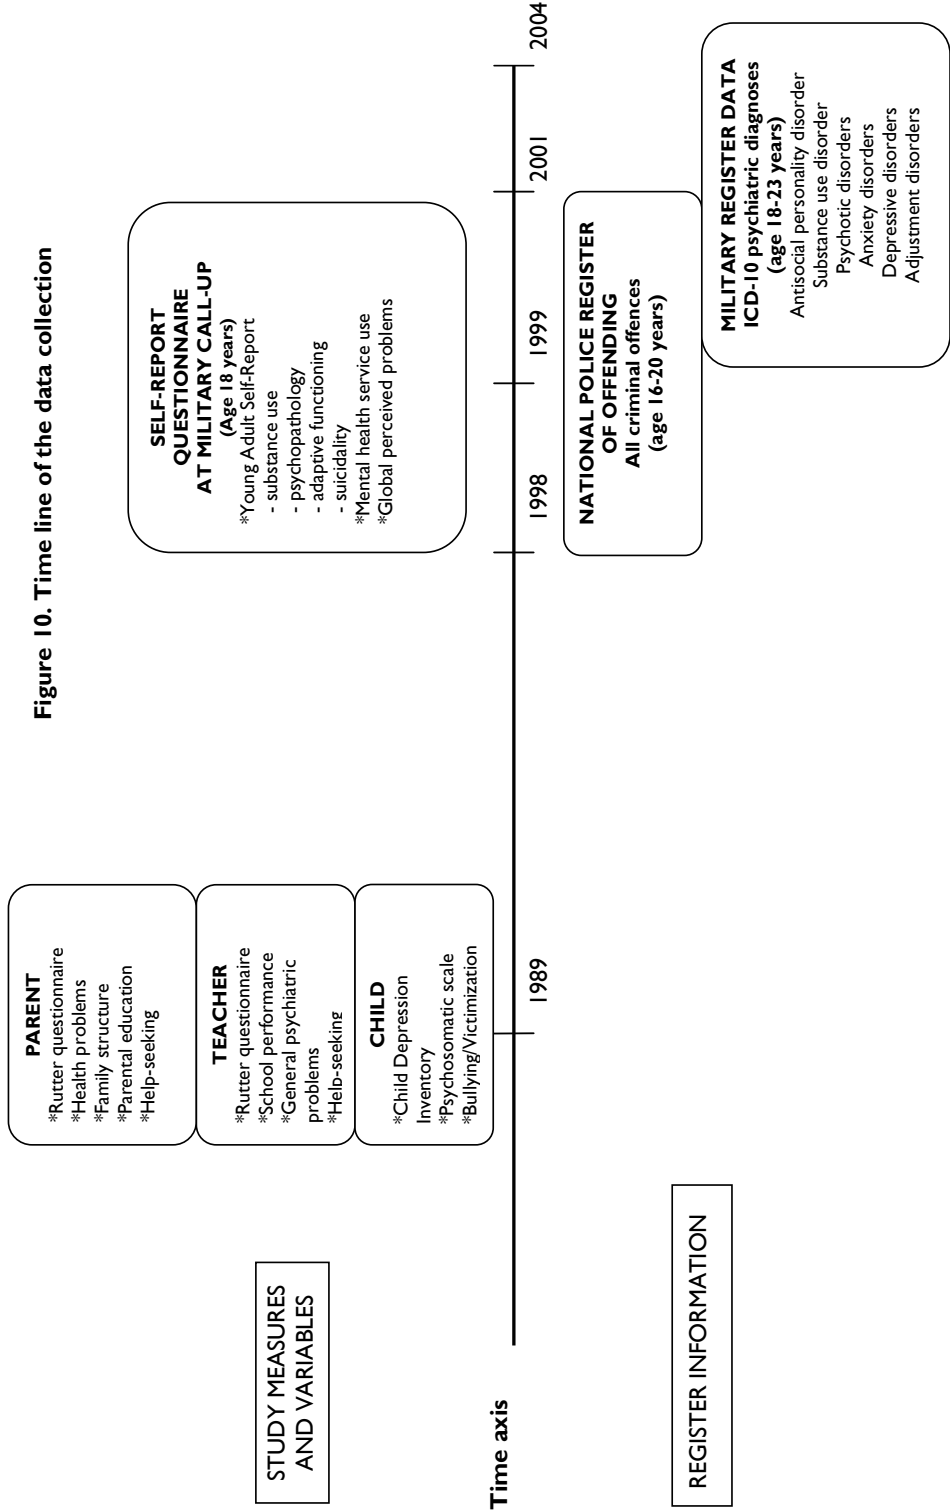 Figure 10. Time line of the data collection
STUDY MEASURES
AND VARIABLES
PARENT
*Rutter questionnaire
*Health problems
*Family structure
*Parental education
*Help-seeking
TEACHER
*Rutter questionnaire
*School performance
*General psychiatric
problems
*Help-seeking
CHILD
*Child Depression
Inventory
*Psychosomatic scale
*Bullying/Victimization
SELF-REPORT
QUESTIONNAIRE
AT MILITARY CALL-UP
(Age 18 years)
*Young Adult Self-Report
- substance use
- psychopathology
- adaptive functioning
- suicidality
*Mental health service use
*Global perceived problems
Time axis
1989
1998
1999
2001
2004
REGISTER INFORMATION
NATIONAL POLICE REGISTER
OF OFFENDING
All criminal offences
(age 16-20 years)
MILITARY REGISTER DATA
ICD-10 psychiatric diagnoses
(age 18-23 years)
Antisocial personality disorder
Substance use disorder
Psychotic disorders
Anxiety disorders
Depressive disorders
Adjustment disorders